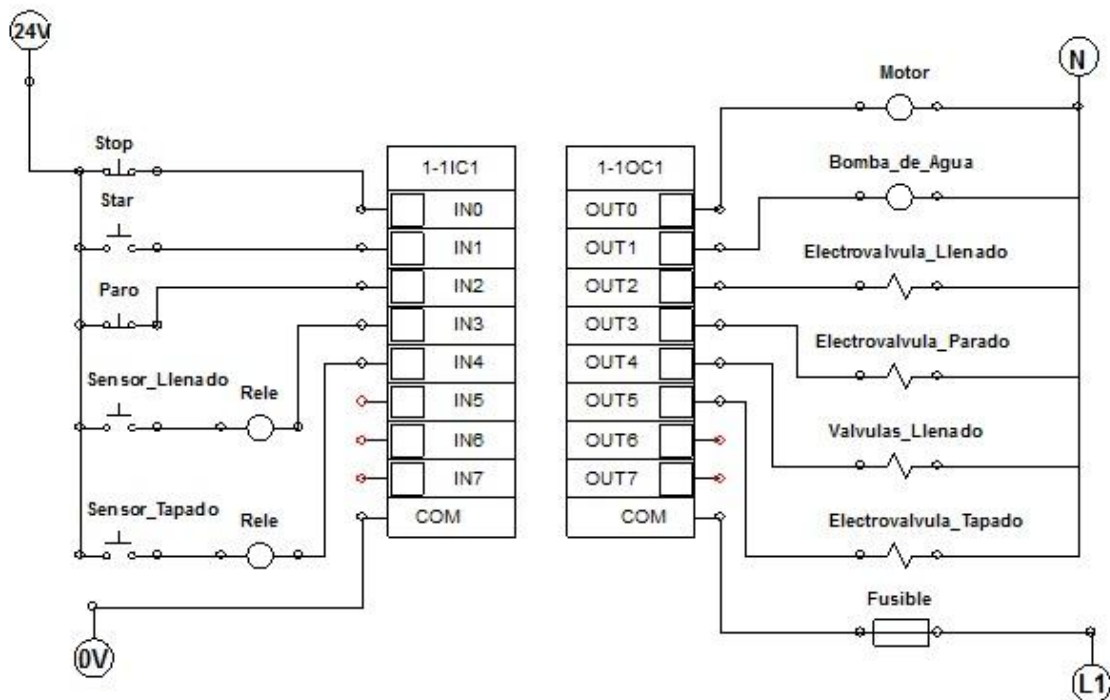 24V
Stop
Star
Paro
Sensor_Llenado
Rele
Sensor_Tapado
Rele
0V
1-1IC1
IN0
IN1
IN2
IN3
IN4
IN5
IN6
IN7
COM
1-1OC1
OUT0
OUT1
OUT2
OUT3
OUT4
OUT5
OUT6
OUT7
COM
N
Motor
Bomba_de_Agua
Electrovalvula_Llenado
Electrovalvula_Parado
Valvulas_Llenado
Electrovalvula_Tapado
Fusible
L1